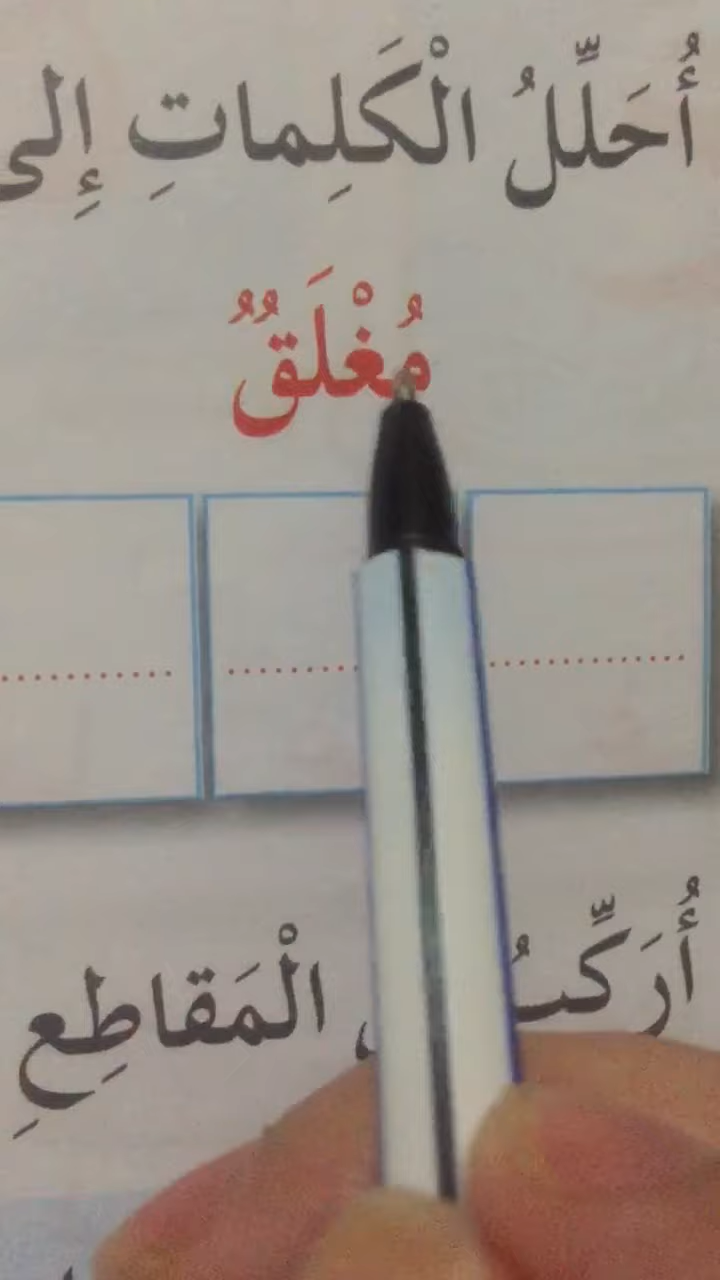 أُحَلِّلُ الْكَلِماتِ إِلى
مُغْلَقٌ
أُرَكِّبُ الْمَقاطِعِ